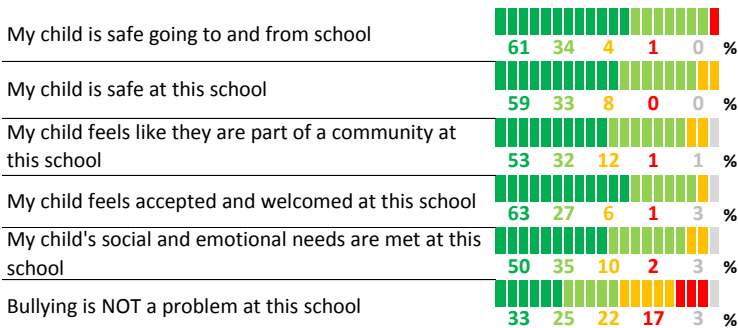 My child is safe going to and from school
61 34 4 1 0 %
My child is safe at this school
59 33 8 0 0 %
My child feels like they are part of a community at
this school
53 32 12 1 1 %
My child feels accepted and welcomed at this school
63 27 6 1 3 %
My child's social and emotional needs are met at this
school
50 35 10 2 3 %
Bullying is NOT a problem at this school
33 25 22 17 3 %